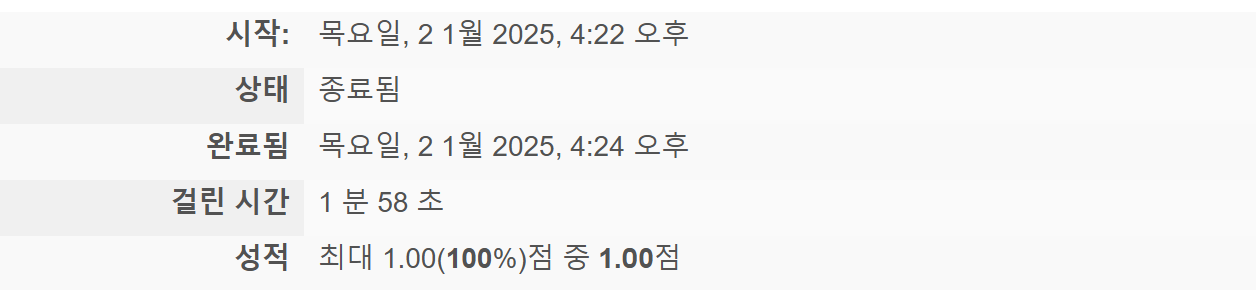 시작: 목요일, 2 1월 2025, 4:22 오후
상태 종료됨
완료됨 목요일, 2 1월 2025, 4:24 오후
걸린 시간 1 분 58 초
성적 최대 1.00(100%)점 중 1.00점